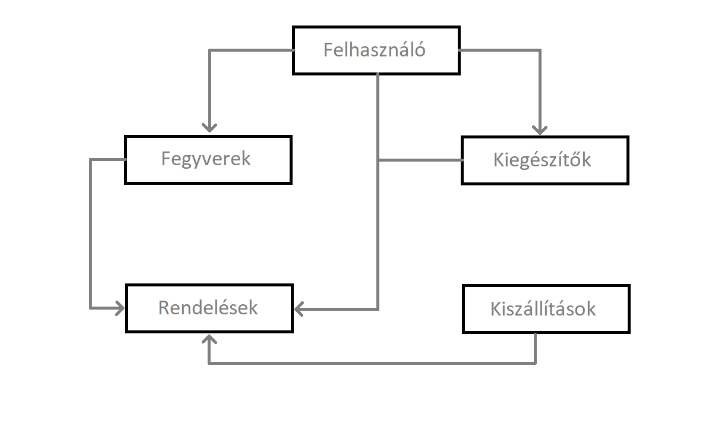 Felhasználó
Fegyverek
Kiegészítők
Rendelések
Kiszállítások